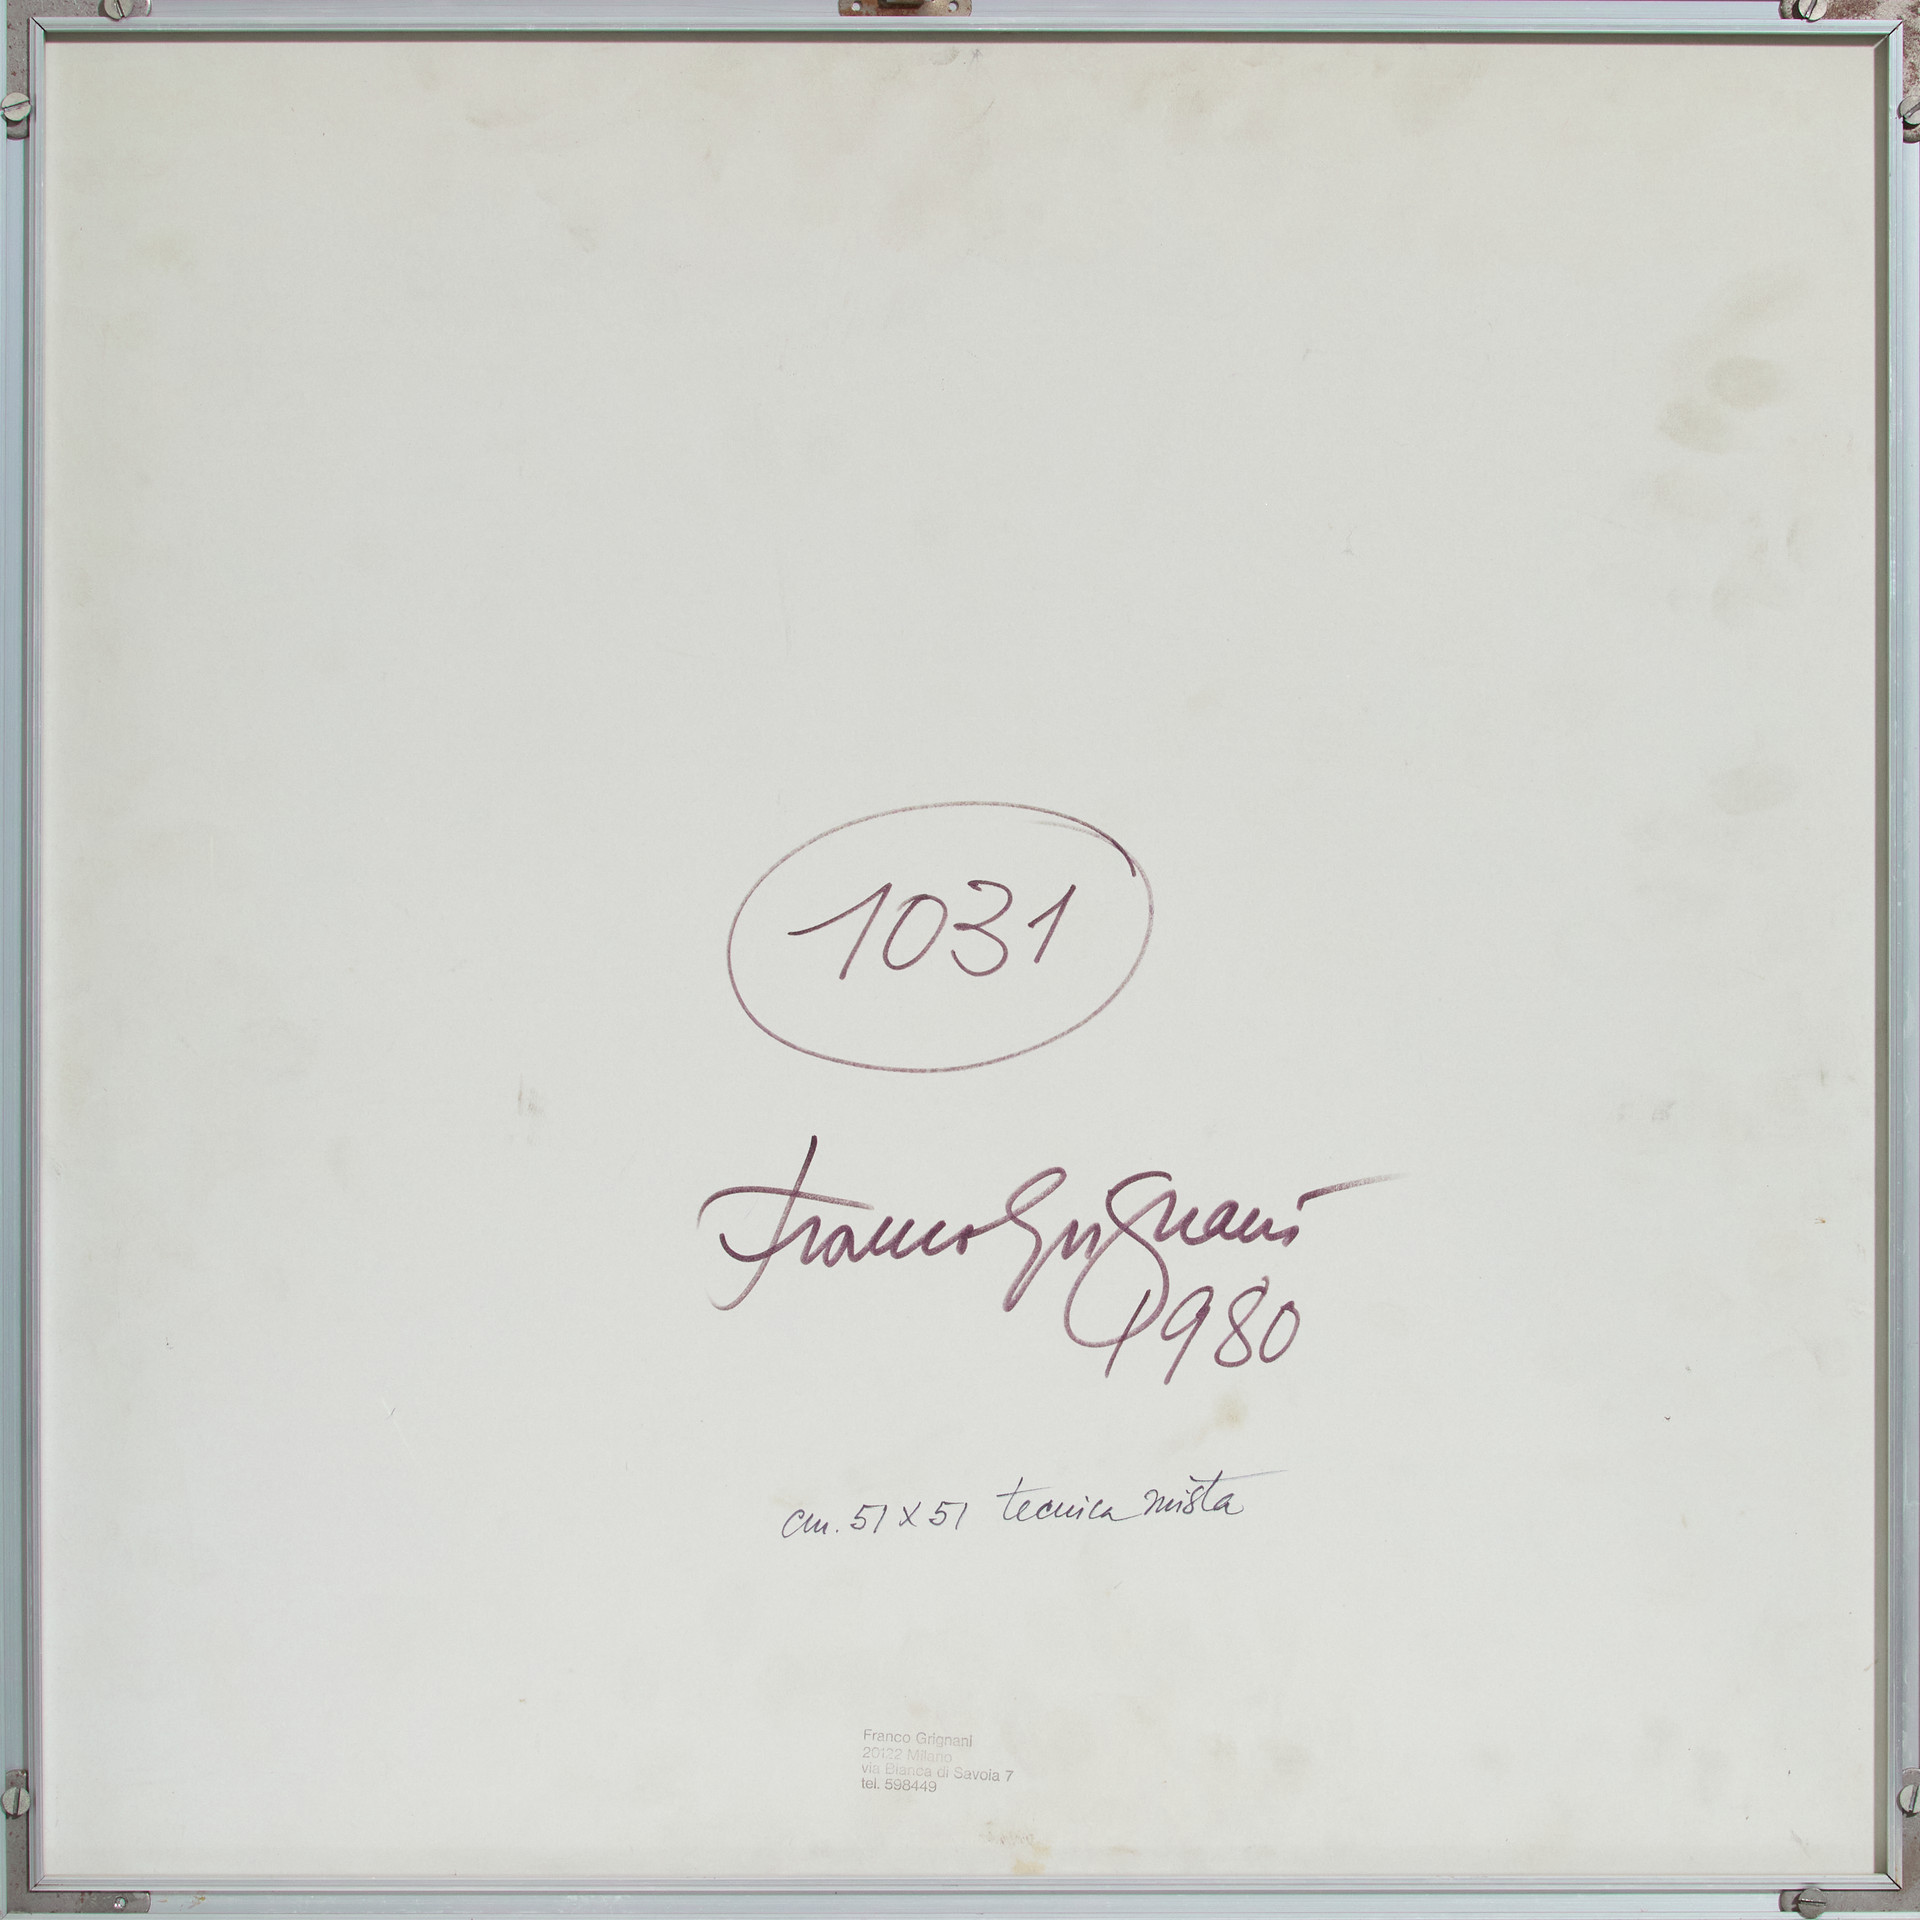 1031
Franco Grignani
1980
cm. 51 x 51 tecnica mista
Franco Grignani
20122 Milano
via Bianca di Savoia 7
tel. 598449